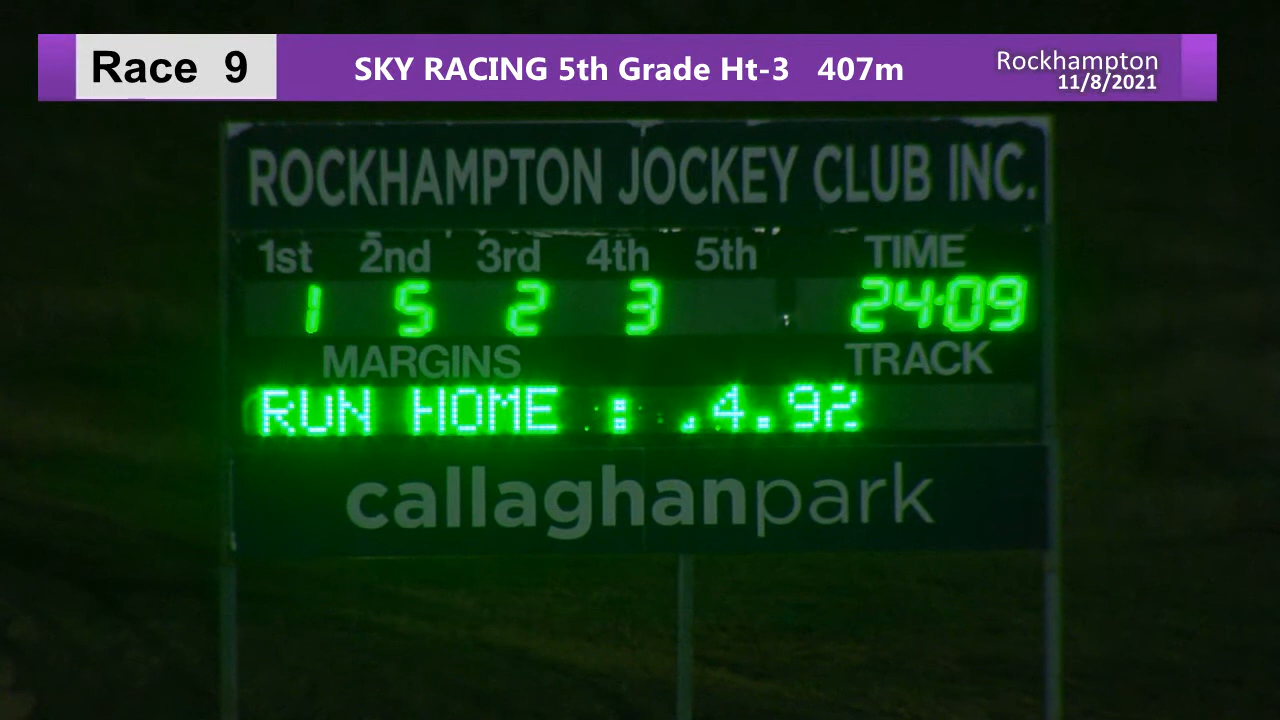 Race 9
SKY RACING 5th Grade Ht-3 407m
Rockhampton
11/8/2021
ROCKHAMPTON JOCKEY CLUB INC.
1st 2nd 3rd 4th 5th TIME
1 5 2 3 24·09
MARGINS TRACK
RUN HOME : .4.92
callaghanpark